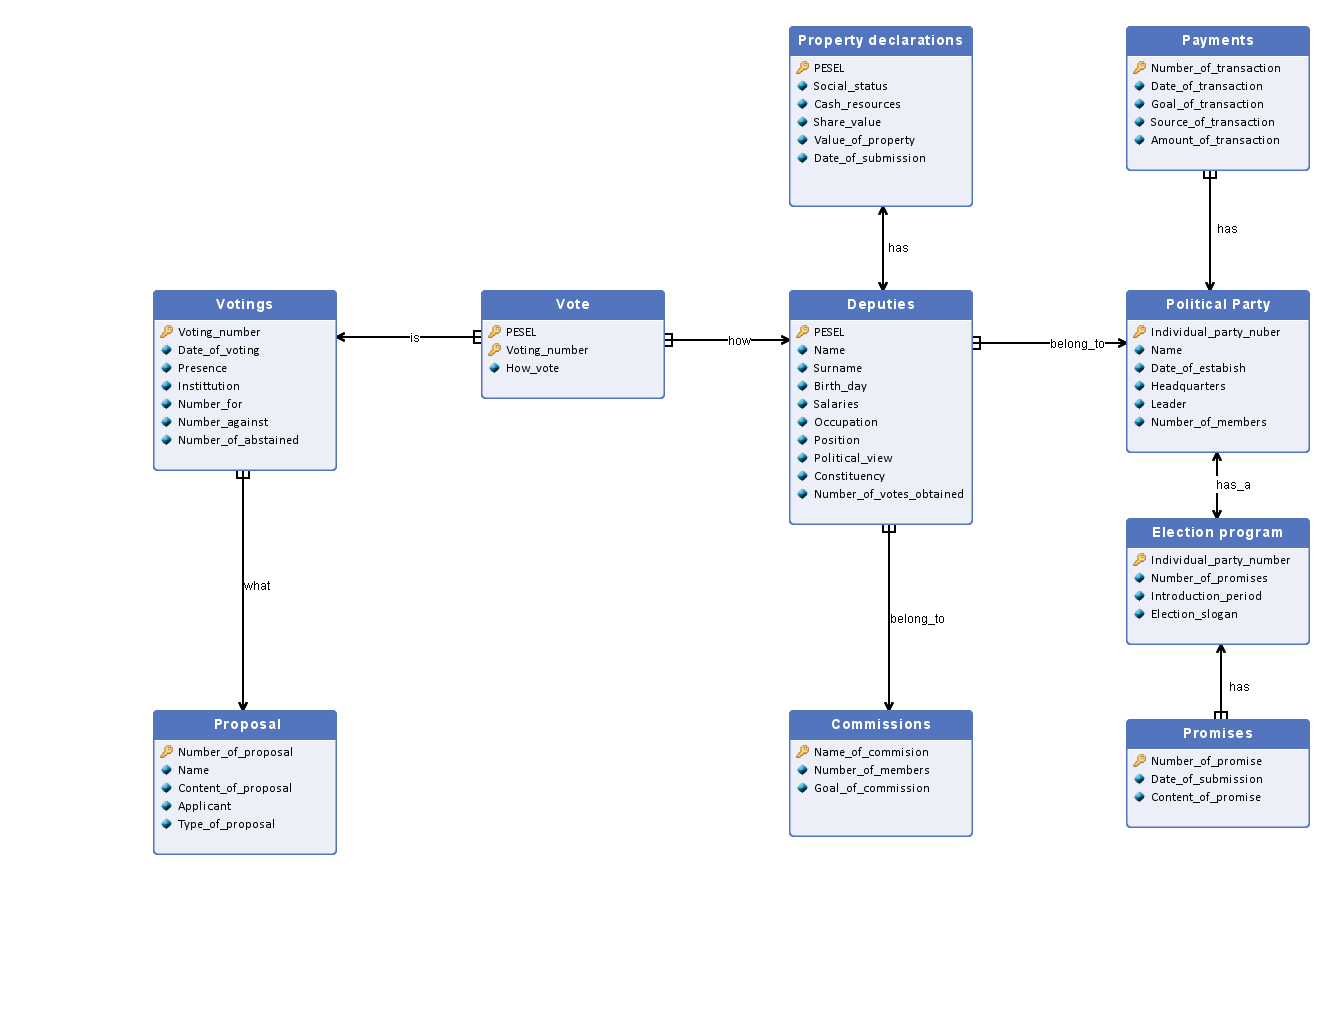 Property declarations
PESEL
Social_status
Cash_resources
Share_value
Value_of_property
Date_of_submission
Payments
Number_of_transaction
Date_of_transaction
Goal_of_transaction
Source_of_transaction
Amount_of_transaction
has
has
Votings
Voting_number
Date_of_voting
Presence
Instittution
Number_for
Number_against
Number_of_abstained
is
Vote
PESEL
Voting_number
How_vote
how
Deputies
PESEL
Name
Surname
Birth_day
Salaries
Occupation
Position
Political_view
Constituency
Number_of_votes_obtained
belong_to
Political Party
Individual_party_nuber
Name
Date_of_estabish
Headquarters
Leader
Number_of_members
has_a
Election program
Individual_party_number
Number_of_promises
Introduction_period
Election_slogan
what
belong_to
has
Proposal
Number_of_proposal
Name
Content_of_proposal
Applicant
Type_of_proposal
Commissions
Name_of_commision
Number_of_members
Goal_of_commission
Promises
Number_of_promise
Date_of_submission
Content_of_promise